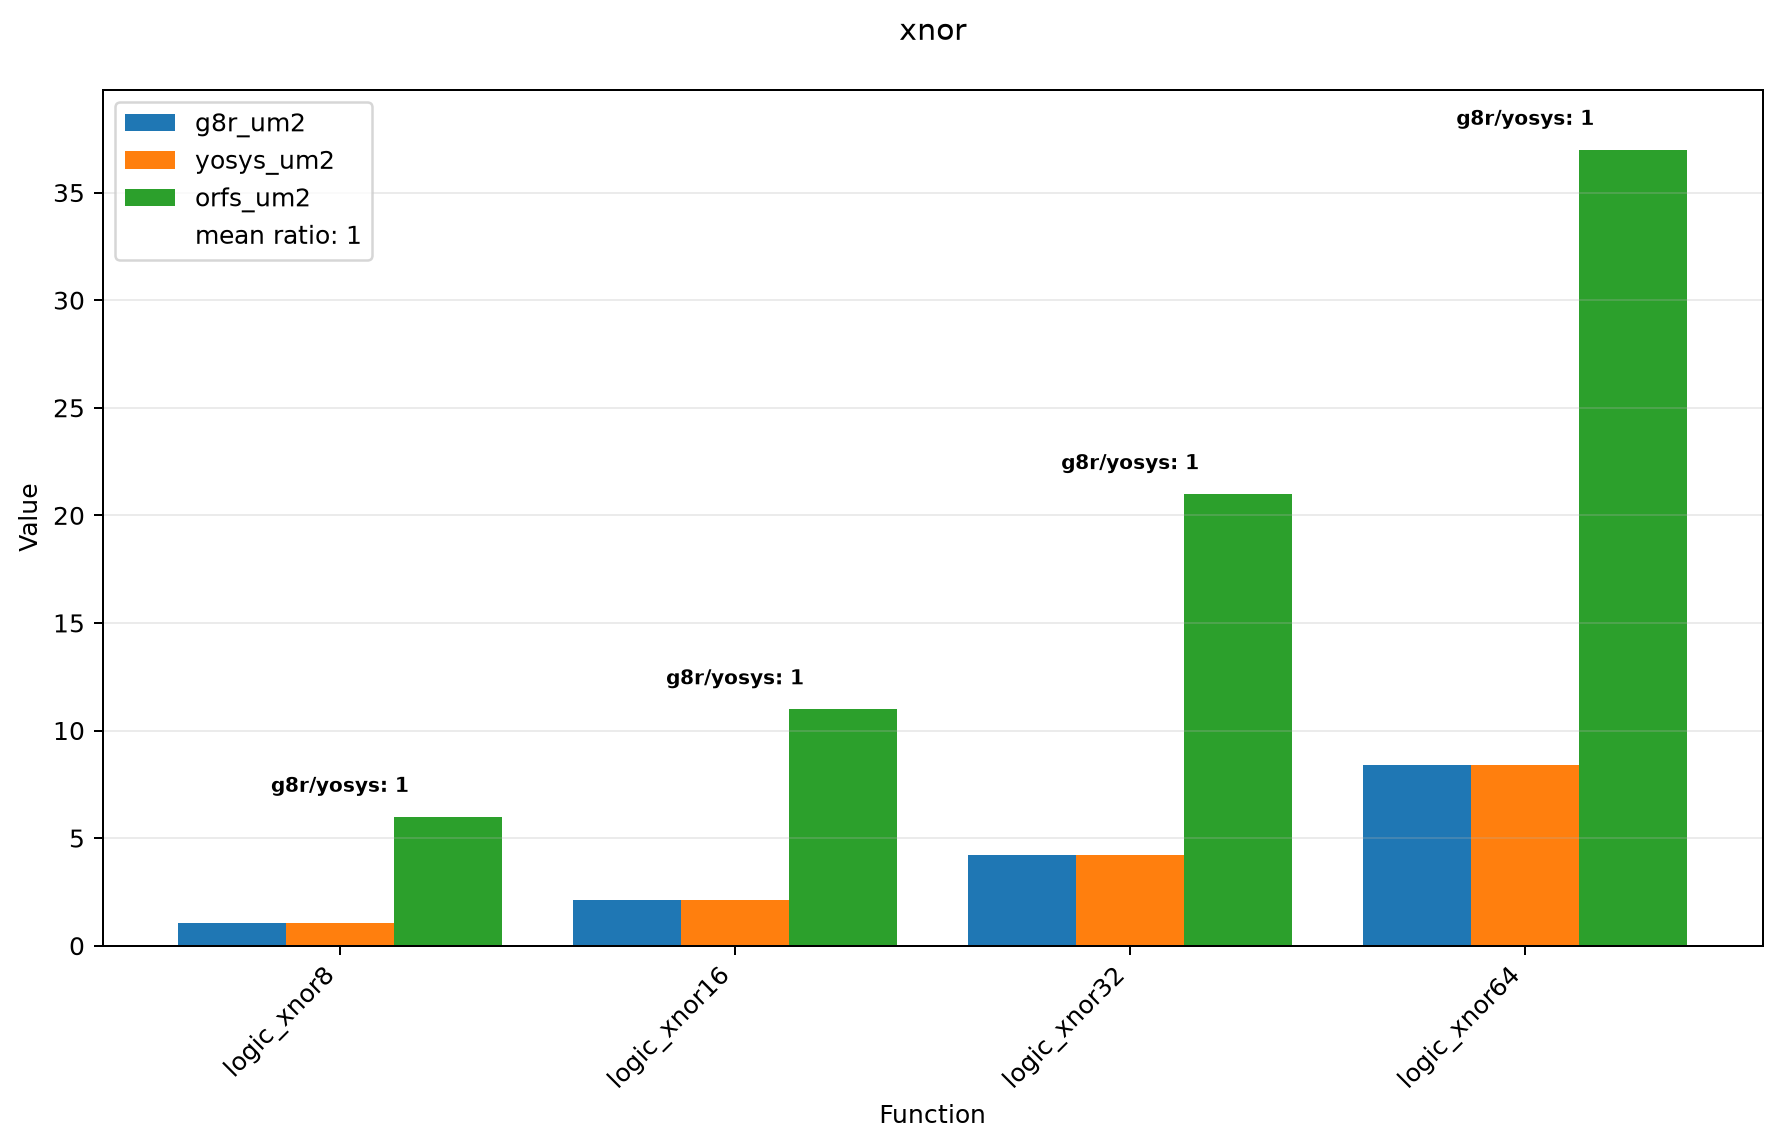 xnor
g8r_um2
yosys_um2
orfs_um2
mean ratio: 1
g8r/yosys: 1
g8r/yosys: 1
g8r/yosys: 1
g8r/yosys: 1
Value
35
30
25
20
15
10
5
0
logic_xnor8
logic_xnor16
logic_xnor32
logic_xnor64
Function